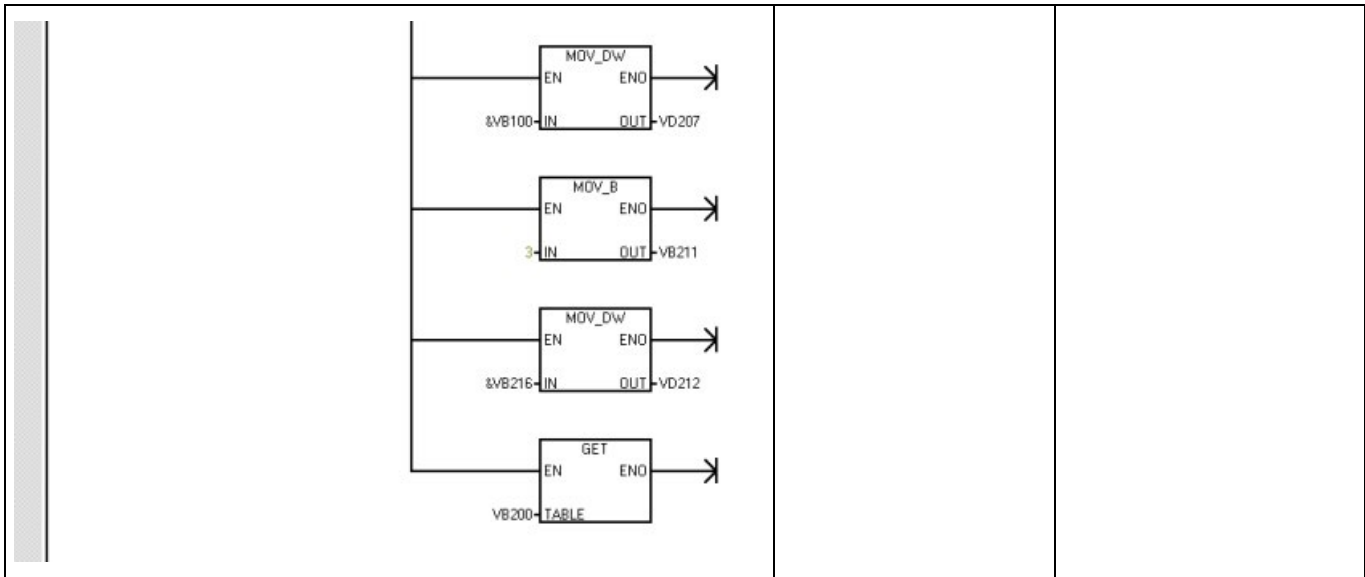 MOV_DW
EN ENO
&VB100 IN OUT VD207
MOV_B
EN ENO
3 IN OUT VB211
MOV_DW
EN ENO
&VB216 IN OUT VD212
GET
EN ENO
VB200 TABLE